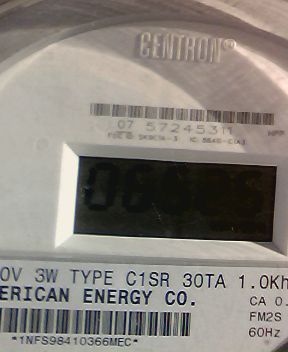 CENTRON®
07 57245311
0V 3W TYPE C1SR 30TA 1.0Kh
ERICAN ENERGY CO.
CA 0.
FM2S
60Hz
*1NFS98410366MEC*